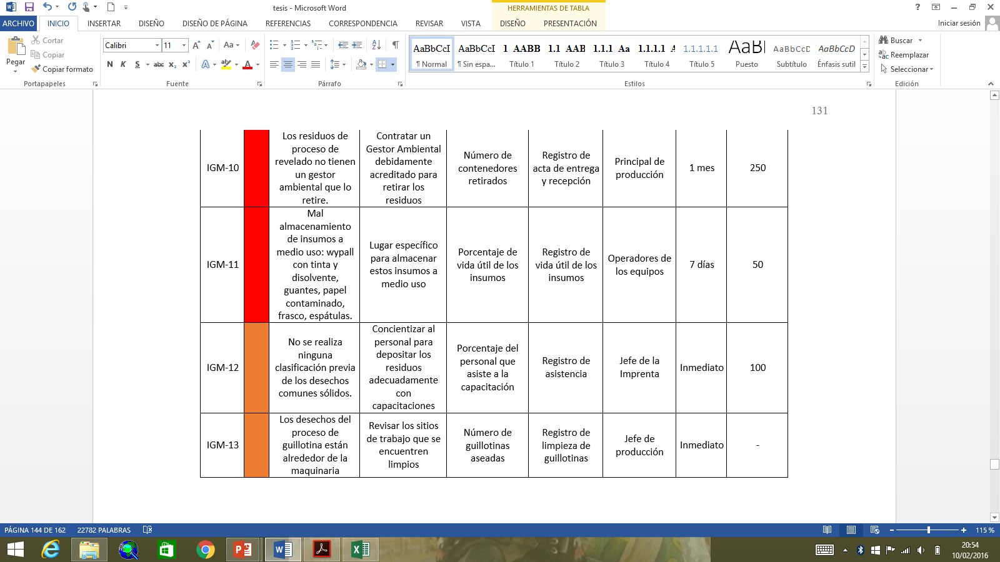 tesis - Microsoft Word
HERRAMIENTAS DE TABLA
?
ARCHIVO
INICIO
INSERTAR
DISEÑO
DISEÑO DE PÁGINA
REFERENCIAS
CORRESPONDENCIA
REVISAR
VISTA
DISEÑO
PRESENTACIÓN
Iniciar sesión
Pegar
Cortar
Copiar
Copiar formato
Portapapeles
Calibri
11
N K S abc x₂ x²
Fuente
Párrafo
AaBbCcI
¶ Normal
AaBbCcI
¶ Sin espa...
1 AABB
Título 1
1.1 AAB
Título 2
1.1.1 Aa
Título 3
1.1.1.1 A
Título 4
1.1.1.1.1
Título 5
AaBl
Puesto
AaBbCcD
Subtítulo
AaBbCcD
Énfasis sutil
Estilos
Buscar
Reemplazar
Seleccionar
Edición
131
IGM-10
Los residuos de
proceso de
revelado no tienen
un gestor
ambiental que lo
retire.
Contratar un
Gestor Ambiental
debidamente
acreditado para
retirar los
residuos
Número de
contenedores
retirados
Registro de
acta de entrega
y recepción
Principal de
producción
1 mes
250
IGM-11
Mal
almacenamiento
de insumos a
medio uso: wypall
con tinta y
disolvente,
guantes, papel
contaminado,
frasco, espátulas.
Lugar específico
para almacenar
estos insumos a
medio uso
Porcentaje de
vida útil de los
insumos
Registro de
vida útil de los
insumos
Operadores de
los equipos
7 días
50
IGM-12
No se realiza
ninguna
clasificación previa
de los desechos
comunes sólidos.
Concientizar al
personal para
depositar los
residuos
adecuadamente
con
capacitaciones
Porcentaje del
personal que
asiste a la
capacitación
Registro de
asistencia
Jefe de la
Imprenta
Inmediato
100
IGM-13
Los desechos del
proceso de
guillotina están
alrededor de la
maquinaria
Revisar los sitios
de trabajo que se
encuentren
limpios
Número de
guillotinas
aseadas
Registro de
limpieza de
guillotinas
Jefe de
producción
Inmediato
-
PÁGINA 144 DE 162
22782 PALABRAS
115 %
20:54
10/02/2016